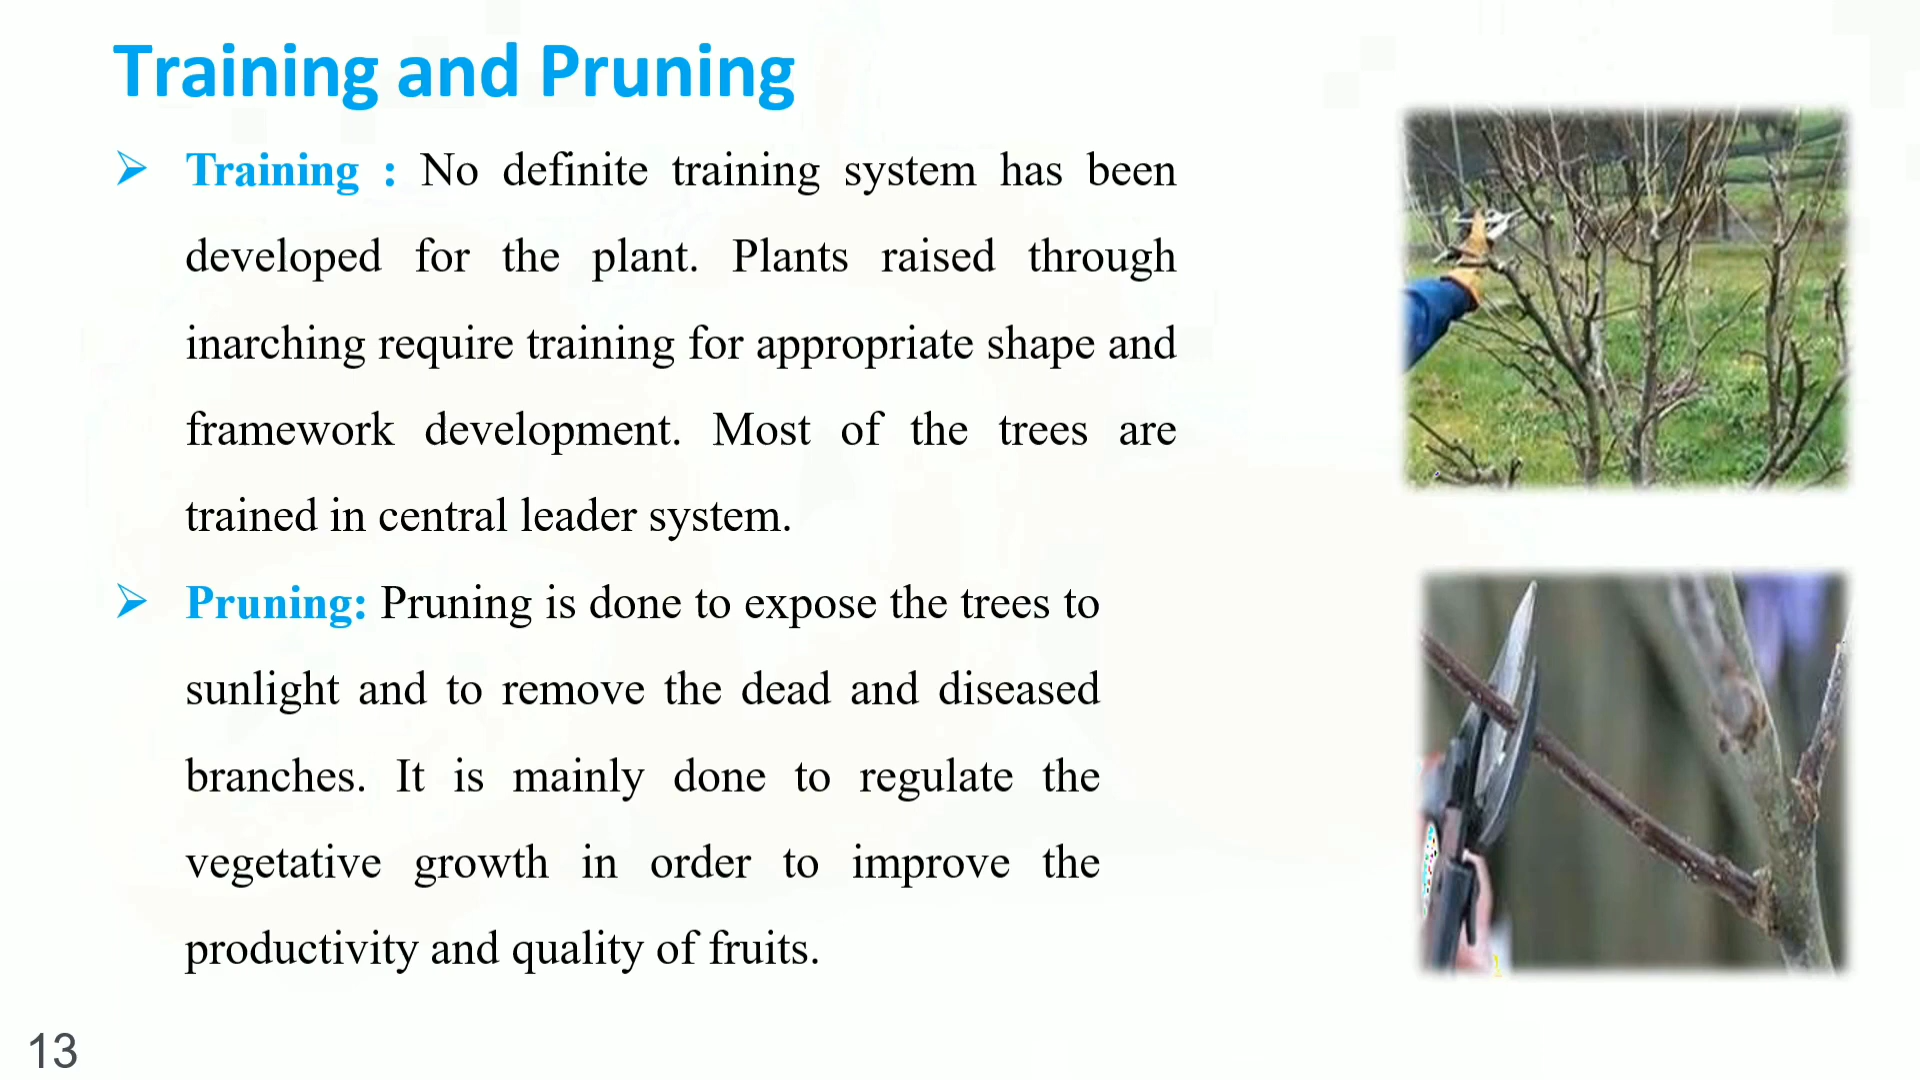 Training and Pruning
Training : No definite training system has been
developed for the plant. Plants raised through
inarching require training for appropriate shape and
framework development. Most of the trees are
trained in central leader system.
Pruning: Pruning is done to expose the trees to
sunlight and to remove the dead and diseased
branches. It is mainly done to regulate the
vegetative growth in order to improve the
productivity and quality of fruits.
13